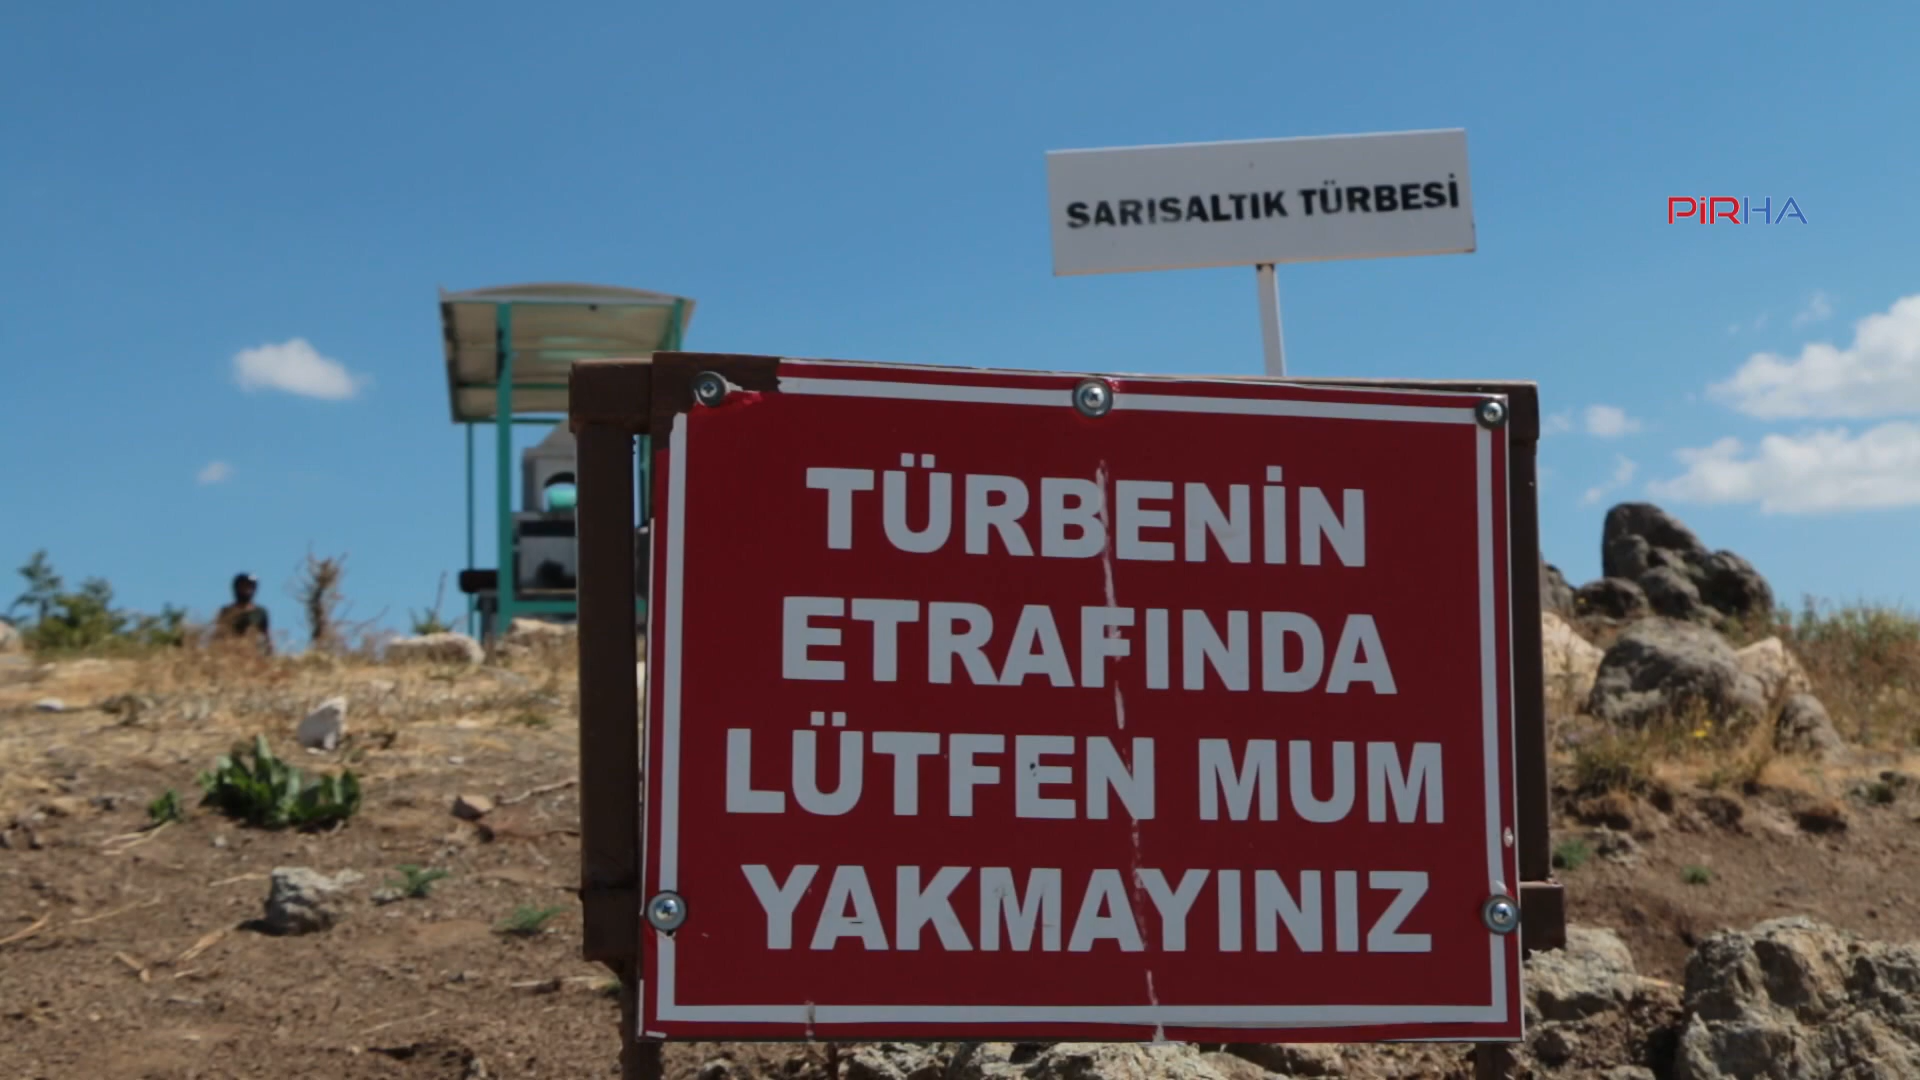 SARISALTIK TÜRBESİ
PİRHA
TÜRBENİN
ETRAFINDA
LÜTFEN MUM
YAKMAYINIZ